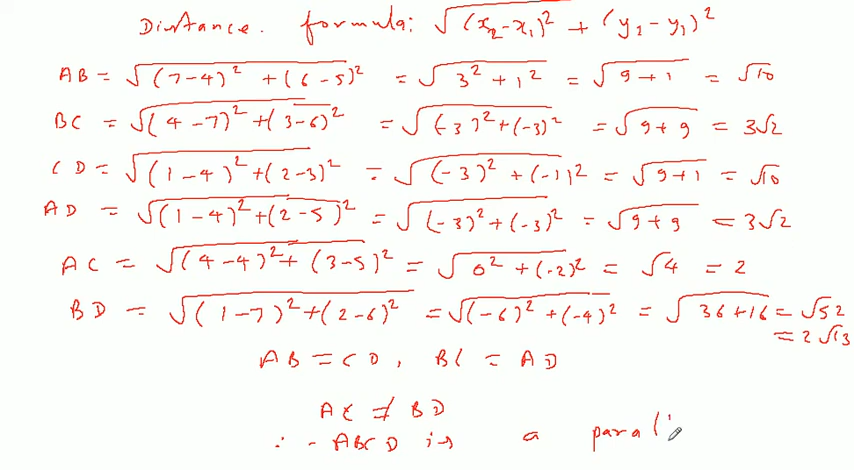 Distance. formula: √(x₂-x₁)² + (y₂-y₁)²
AB = √(7-4)² + (6-5)² = √3² + 1² = √9+1 = √10
BC = √(4-7)² + (3-6)² = √(-3)² + (-3)² = √9+9 = 3√2
CD = √(1-4)² + (2-3)² = √(-3)² + (-1)² = √9+1 = √10
AD = √(1-4)² + (2-5)² = √(-3)² + (-3)² = √9+9 = 3√2
AC = √(4-4)² + (3-5)² = √0² + (-2)² = √4 = 2
BD = √(1-7)² + (2-6)² = √(-6)² + (-4)² = √36+16 = √52
= 2√13
AB = CD, BC = AD
AC ≠ BD
∴ ABCD is a parall